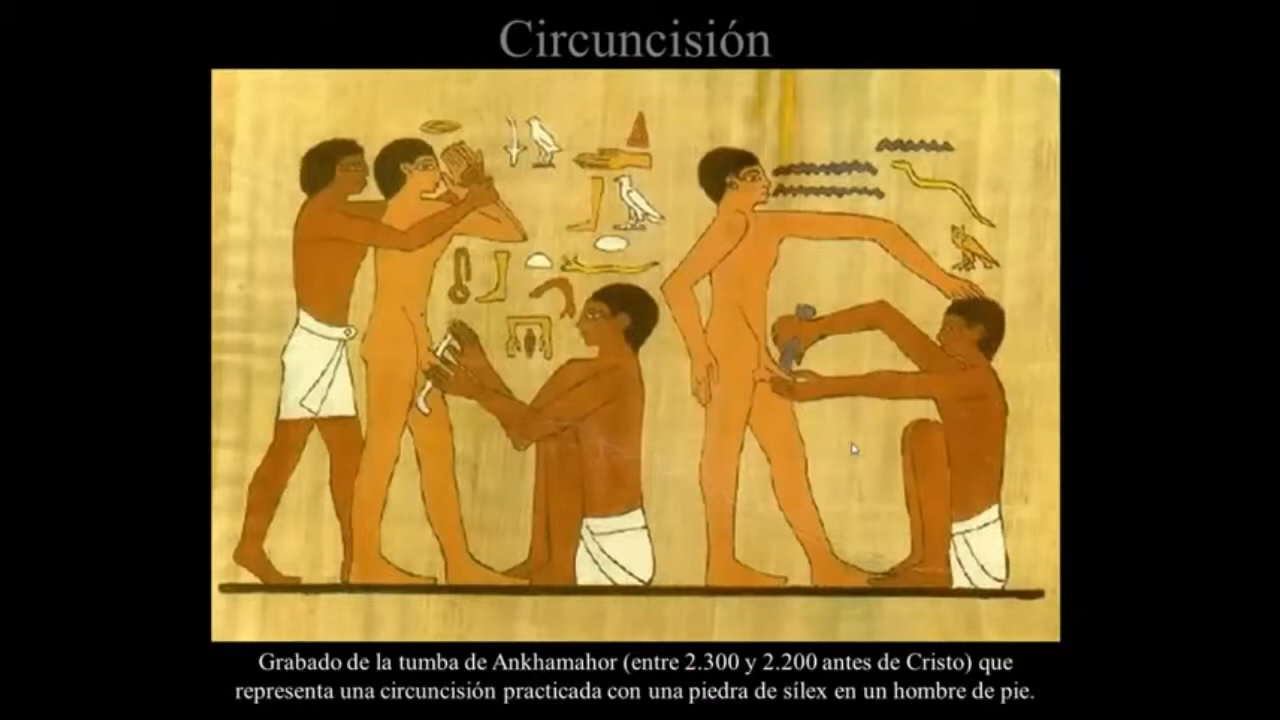 Circuncisión
Grabado de la tumba de Ankhamahor (entre 2.300 y 2.200 antes de Cristo) que
representa una circuncisión practicada con una piedra de sílex en un hombre de pie.